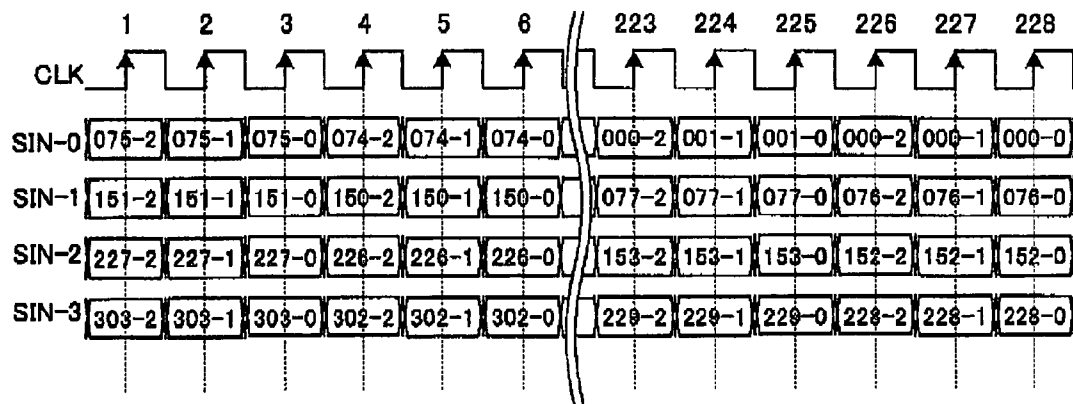 1 2 3 4 5 6 223 224 225 226 227 228
CLK
SIN-0 075-2 075-1 075-0 074-2 074-1 074-0 000-2 001-1 001-0 000-2 000-1 000-0
SIN-1 151-2 151-1 151-0 150-2 150-1 150-0 077-2 077-1 077-0 076-2 076-1 076-0
SIN-2 227-2 227-1 227-0 226-2 226-1 226-0 153-2 153-1 153-0 152-2 152-1 152-0
SIN-3 303-2 303-1 303-0 302-2 302-1 302-0 229-2 229-1 229-0 228-2 228-1 228-0